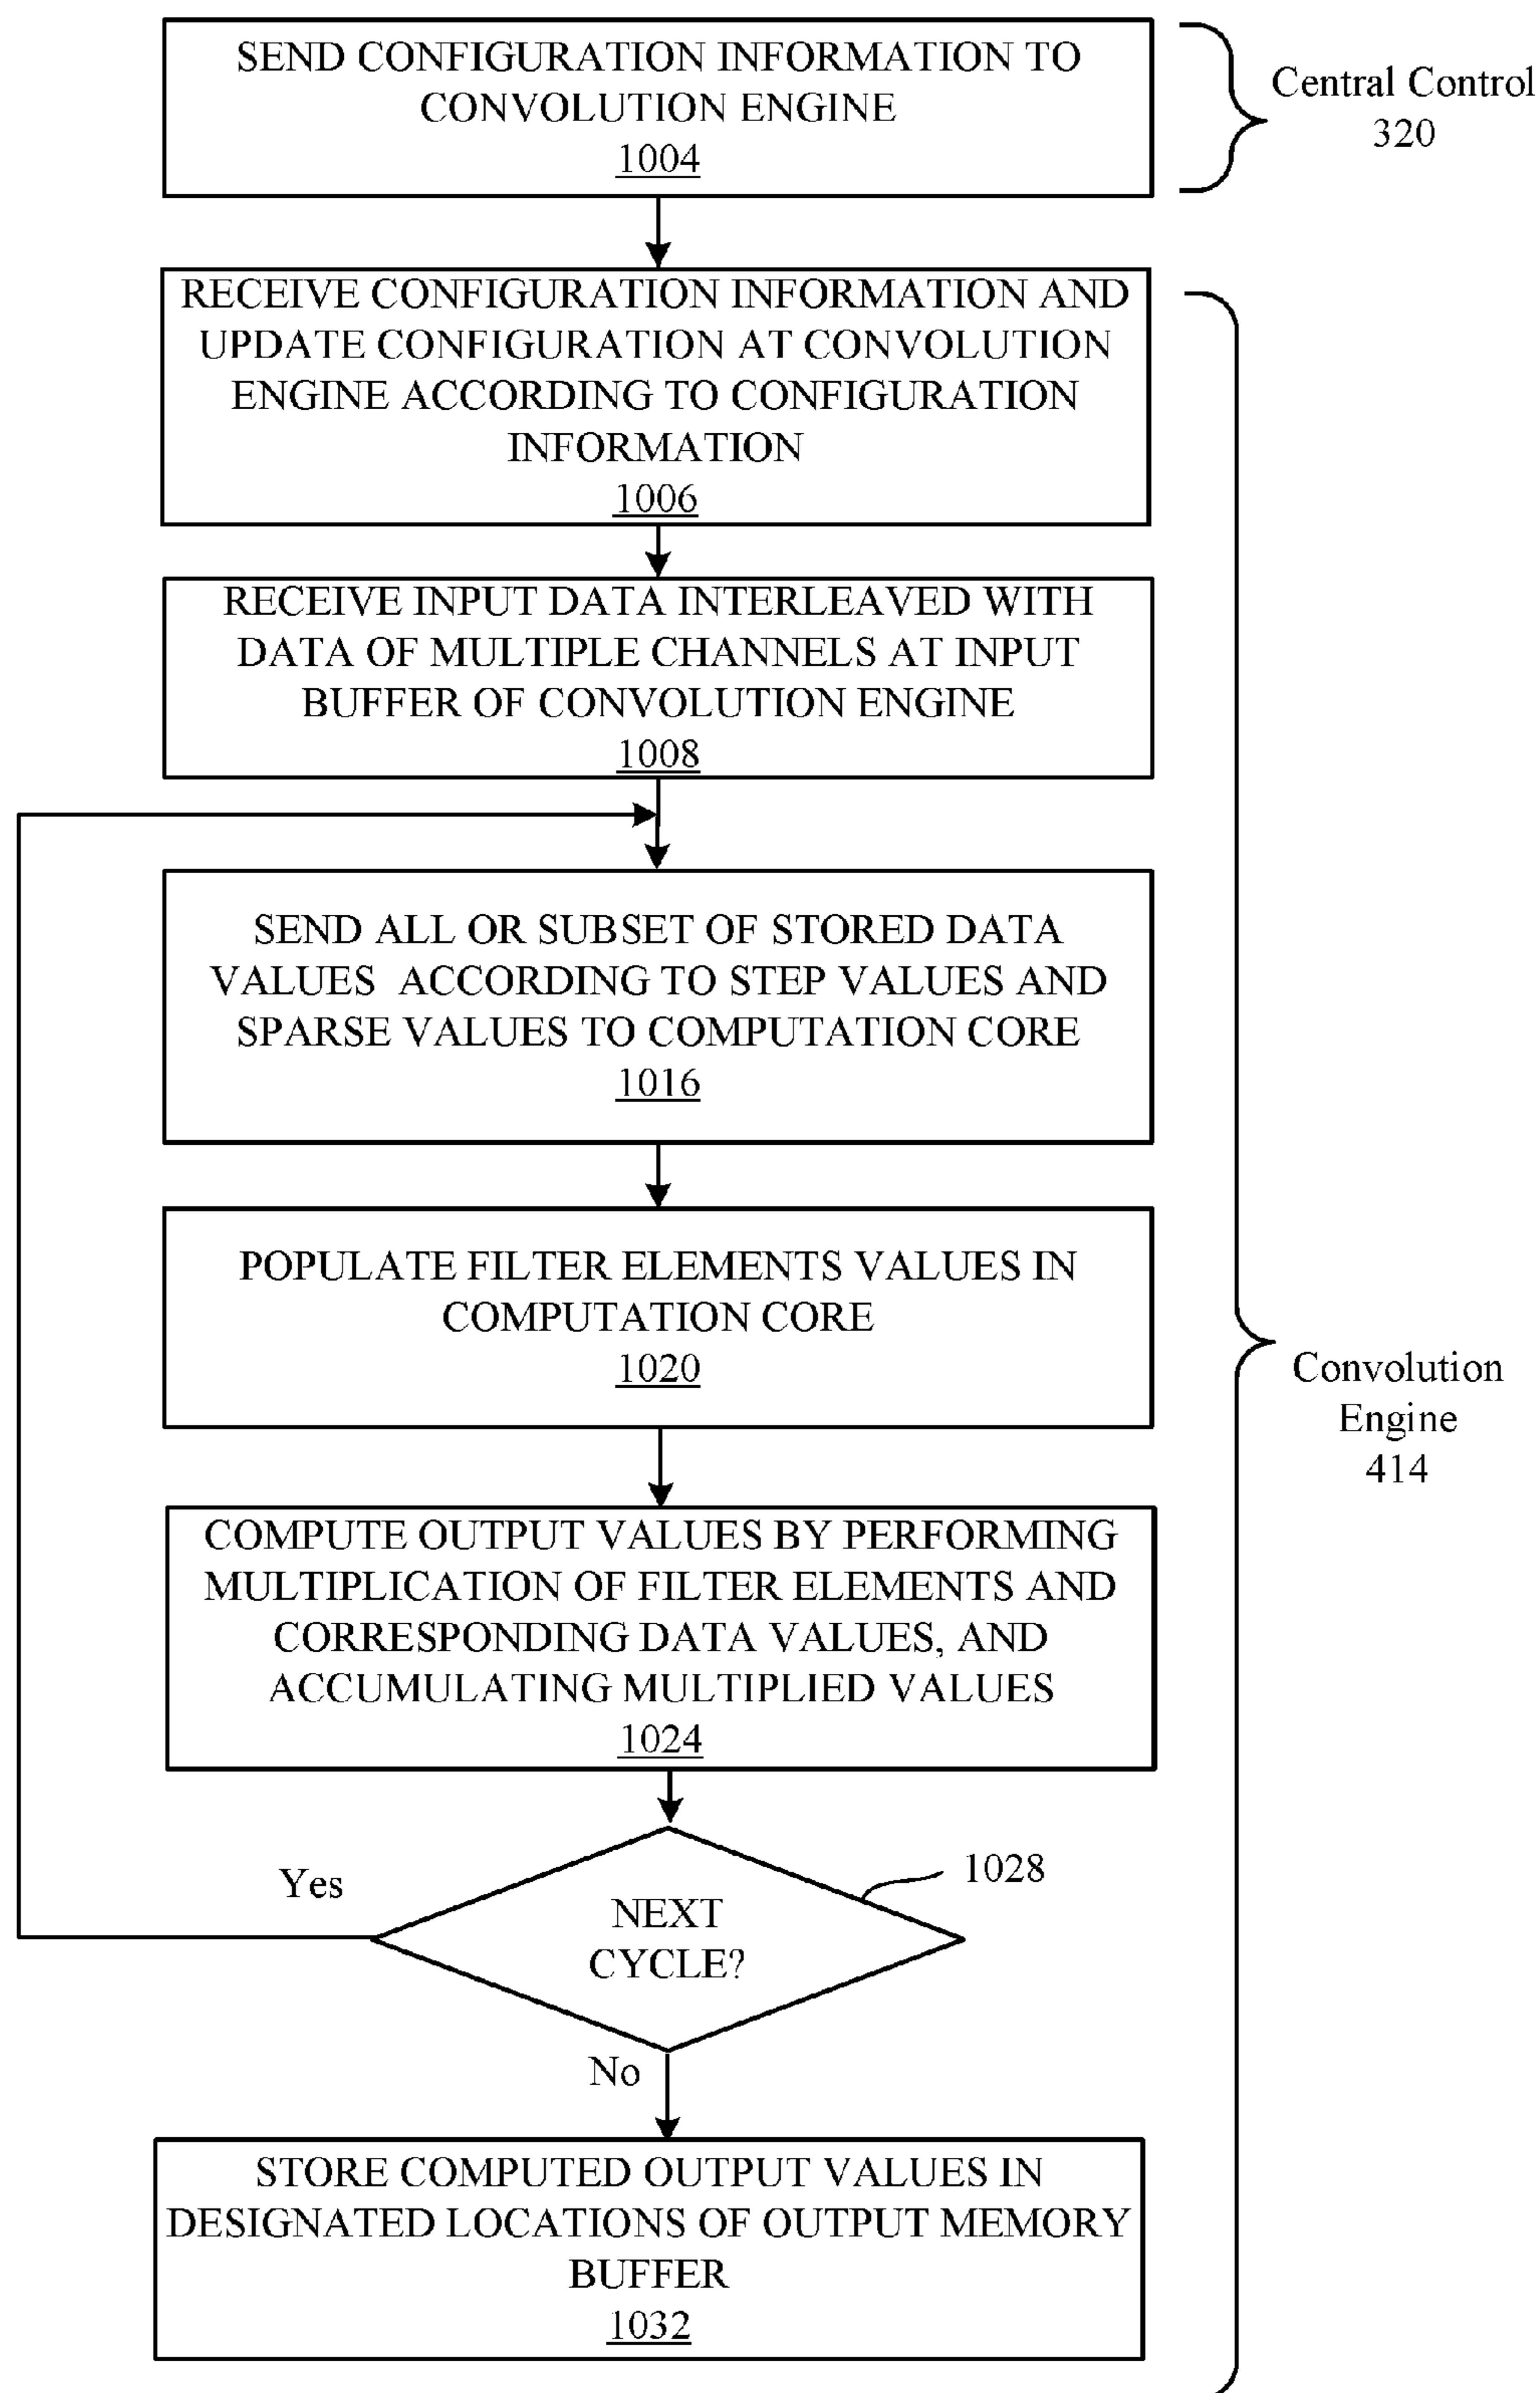 SEND CONFIGURATION INFORMATION TO
CONVOLUTION ENGINE
1004
Central Control
320
RECEIVE CONFIGURATION INFORMATION AND
UPDATE CONFIGURATION AT CONVOLUTION
ENGINE ACCORDING TO CONFIGURATION
INFORMATION
1006
RECEIVE INPUT DATA INTERLEAVED WITH
DATA OF MULTIPLE CHANNELS AT INPUT
BUFFER OF CONVOLUTION ENGINE
1008
SEND ALL OR SUBSET OF STORED DATA
VALUES ACCORDING TO STEP VALUES AND
SPARSE VALUES TO COMPUTATION CORE
1016
POPULATE FILTER ELEMENTS VALUES IN
COMPUTATION CORE
1020
Convolution
Engine
414
COMPUTE OUTPUT VALUES BY PERFORMING
MULTIPLICATION OF FILTER ELEMENTS AND
CORRESPONDING DATA VALUES, AND
ACCUMULATING MULTIPLIED VALUES
1024
Yes
1028
NEXT
CYCLE?
No
STORE COMPUTED OUTPUT VALUES IN
DESIGNATED LOCATIONS OF OUTPUT MEMORY
BUFFER
1032